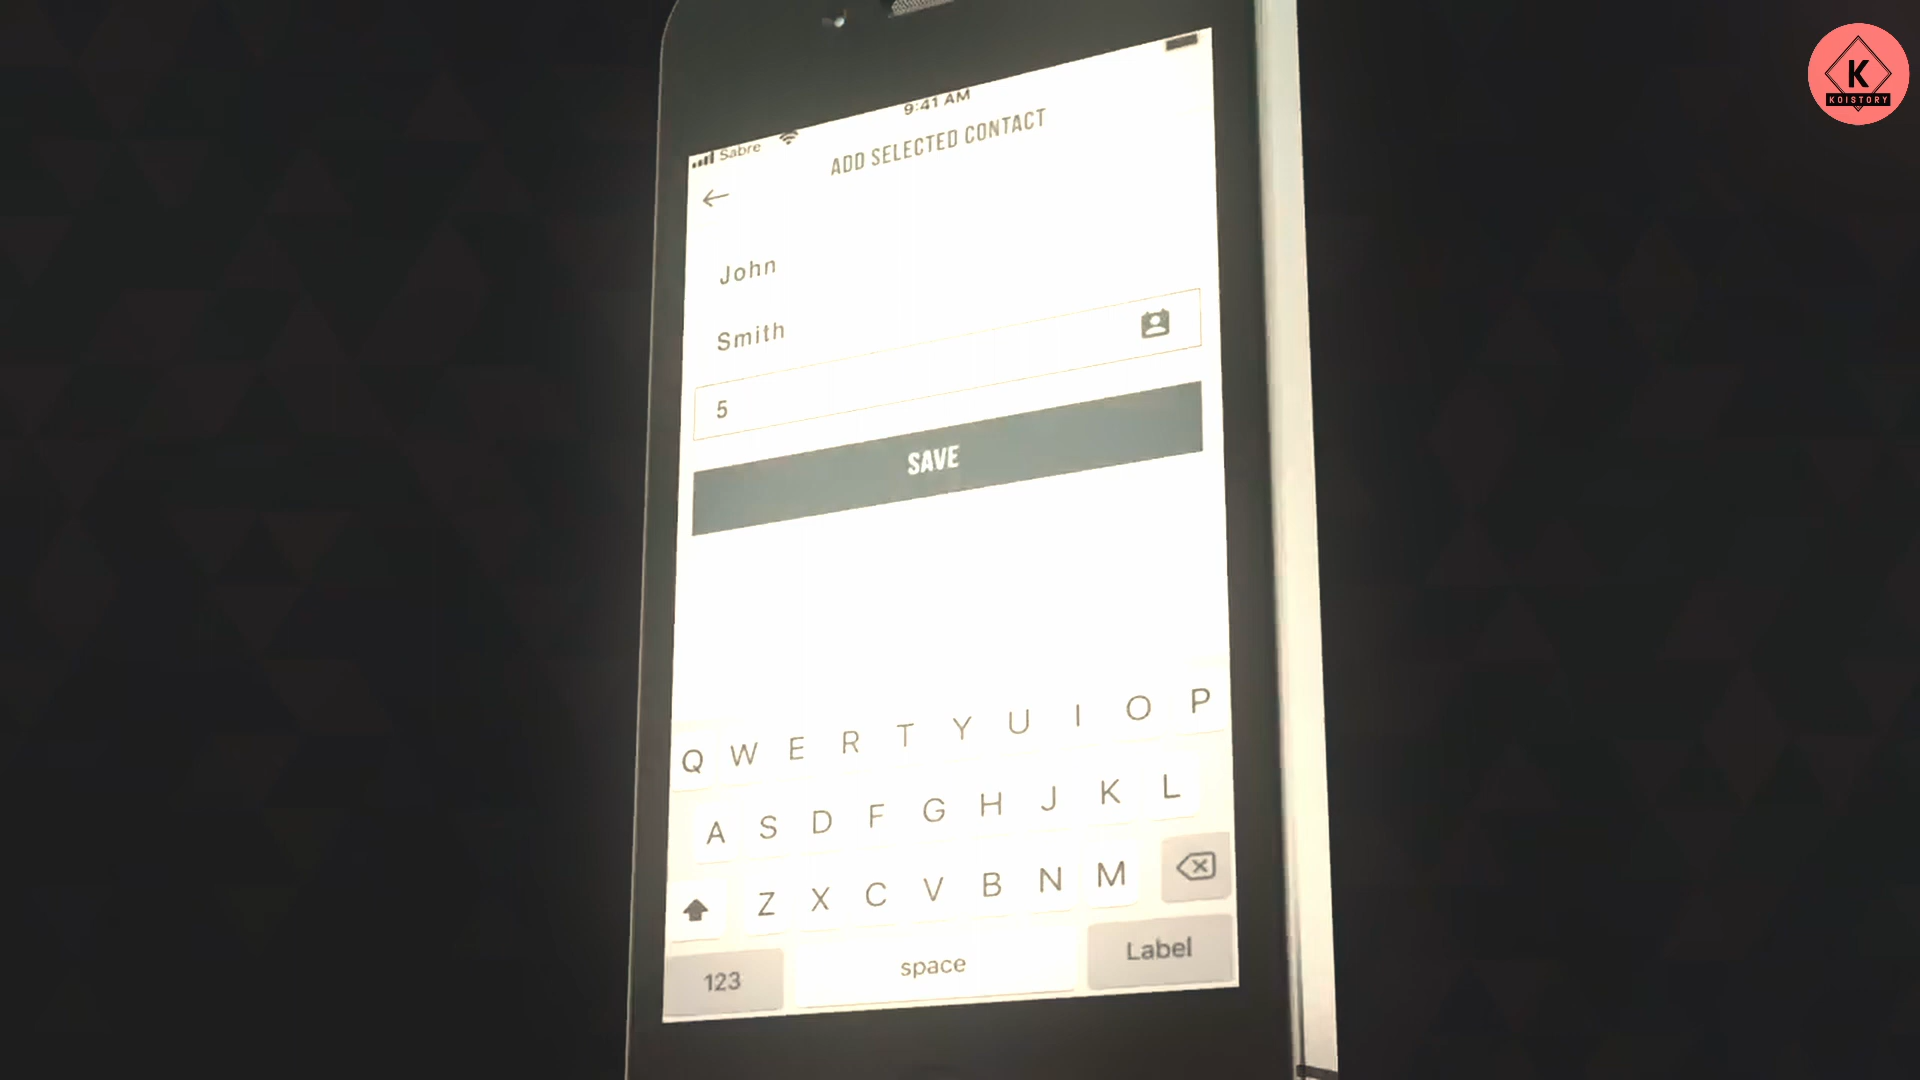 K
KOISTORY
9:41 AM
Sabre
ADD SELECTED CONTACT
John
Smith
5
SAVE
Q W E R T Y U I O P
A S D F G H J K L
Z X C V B N M
123 space Label